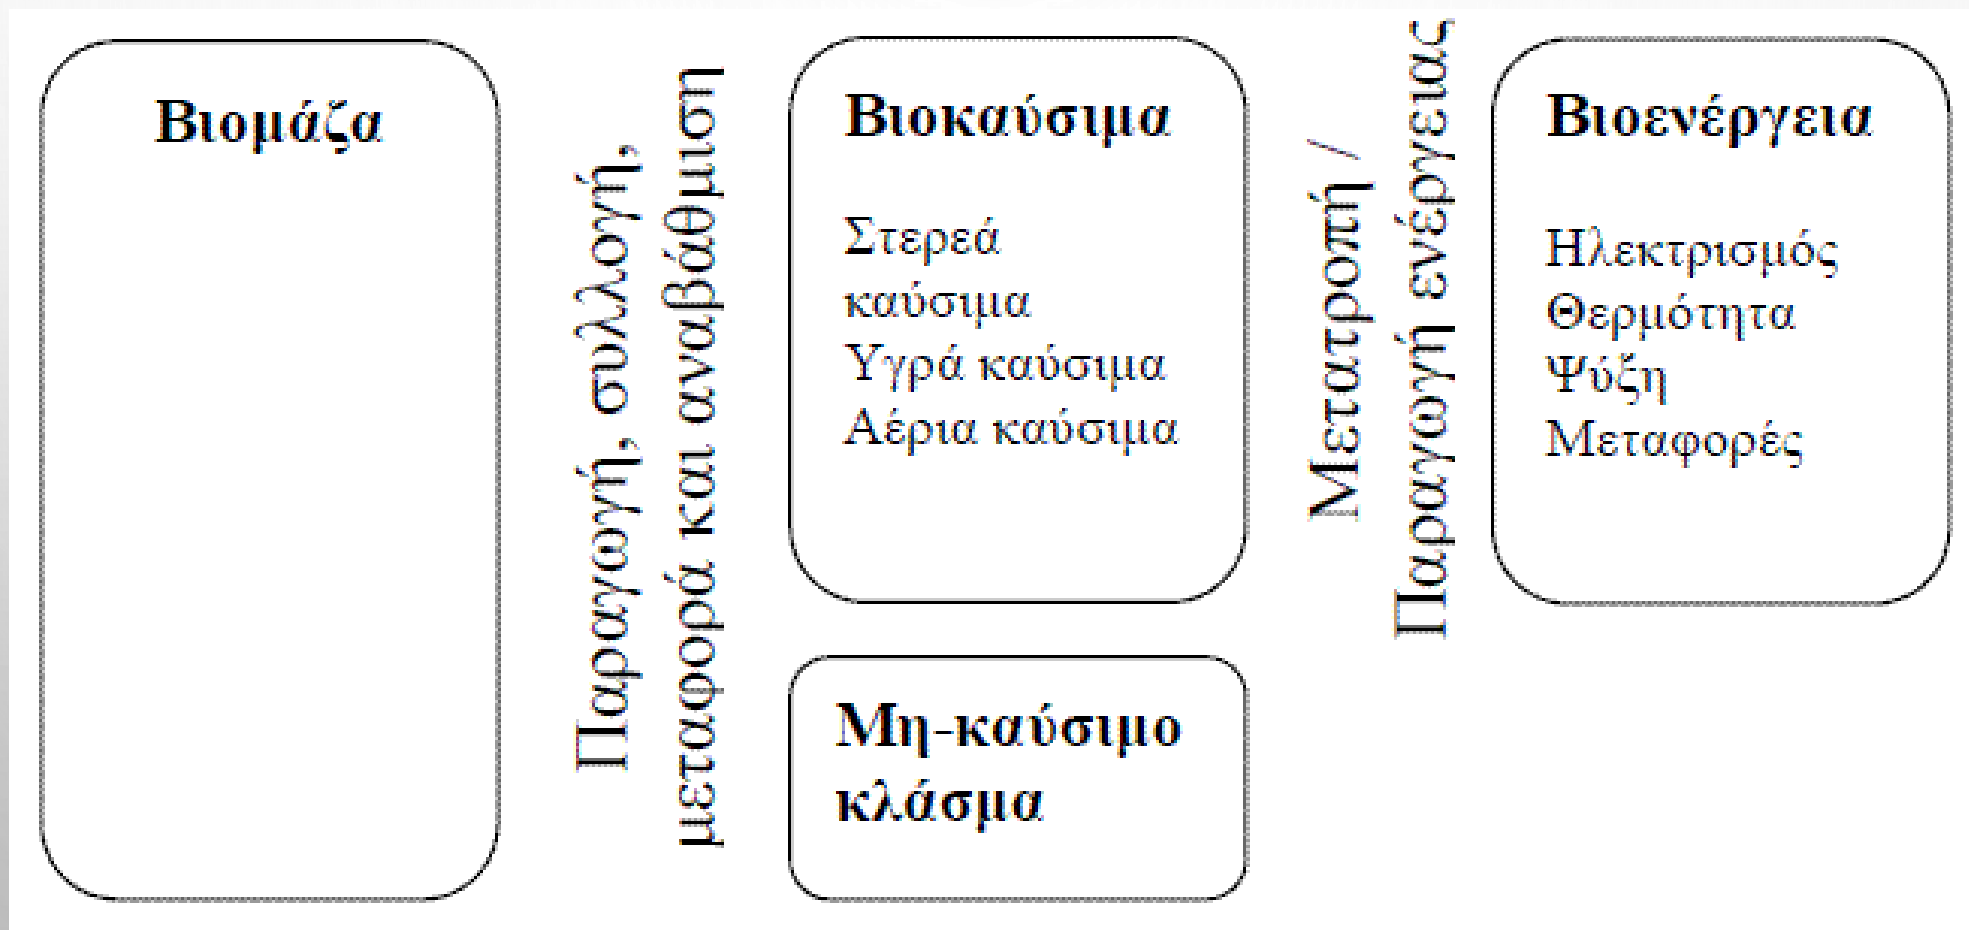 Βιομάζα
Παραγωγή, συλλογή,
μεταφορά και αναβάθμιση
Βιοκαύσιμα
Στερεά
καύσιμα
Υγρά καύσιμα
Αέρια καύσιμα
Μη-καύσιμο
κλάσμα
Μετατροπή /
Παραγωγή ενέργειας
Βιοενέργεια
Ηλεκτρισμός
Θερμότητα
Ψύξη
Μεταφορές